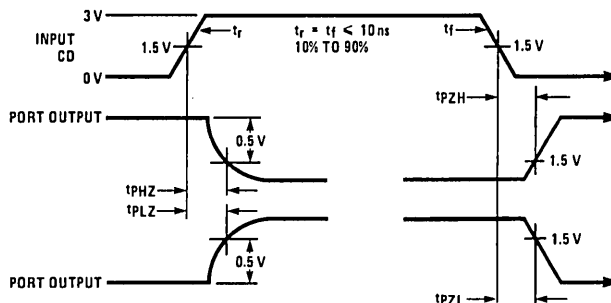 3 V
INPUT
CD
1.5 V
0 V
tr
tr = tf ≤ 10 ns
10% TO 90%
tf
1.5 V
tPZH
PORT OUTPUT
0.5 V
1.5 V
tPHZ
tPLZ
0.5 V
1.5 V
PORT OUTPUT
tPZL